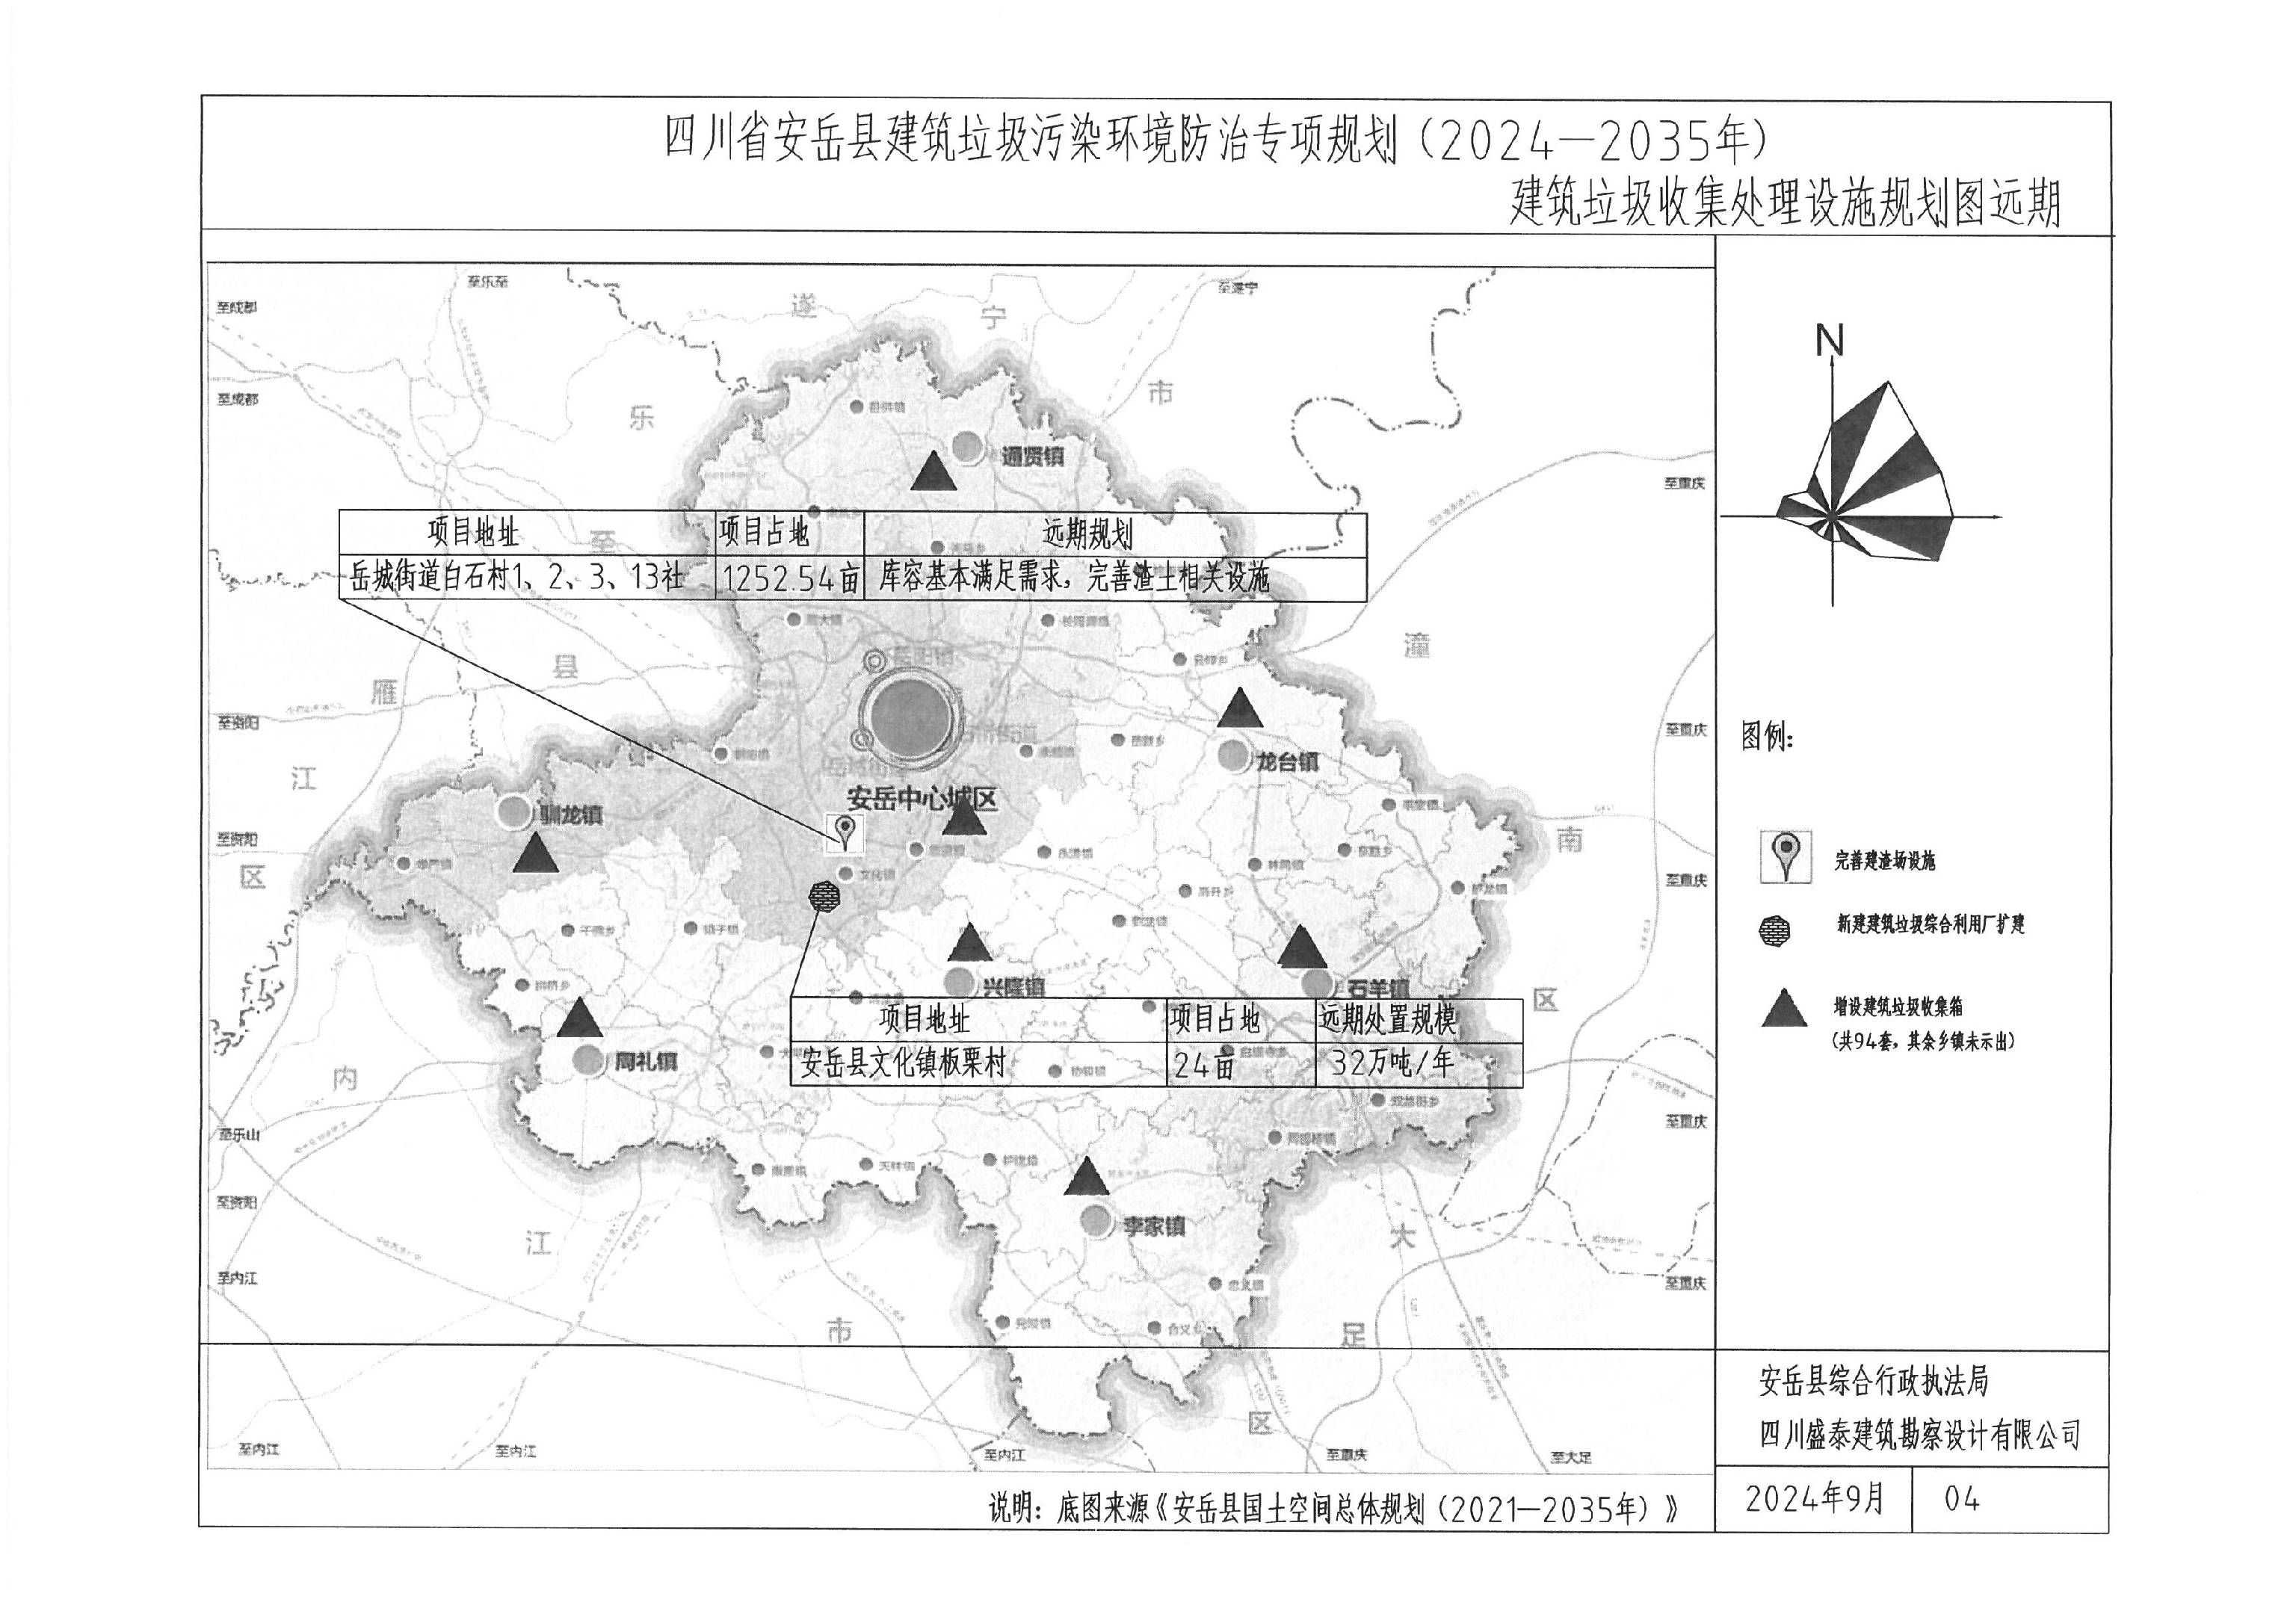 四川省安岳县建筑垃圾污染环境防治专项规划（2024—2035年）
建筑垃圾收集处理设施规划图远期
至乐至
至遂宁
至成都
遂
宁
市
至成都
乐
至
县
通贤镇
至重庆
N
项目地址 项目占地 远期规划
岳城街道白石村1、2、3、13社 1252.54亩 库容基本满足需求，完善渣土相关设施
潼
南
区
雁
江
区
至资阳
至重庆
图例：
龙台镇
安岳中心城区
驯龙镇
至资阳
文化镇
至重庆
完善建渣场设施
新建建筑垃圾综合利用厂扩建
兴隆镇
石羊镇
增设建筑垃圾收集箱
（共94套，其余乡镇未示出）
项目地址 项目占地 远期处置规模
安岳县文化镇板栗村 24亩 32万吨/年
周礼镇
内
江
市
至乐山
至重庆
天林镇
李家镇
至资阳
大
足
区
至内江
忠义镇
至重庆
合义乡
安岳县综合行政执法局
四川盛泰建筑勘察设计有限公司
至内江
至内江
至内江
至重庆
至大足
2024年9月
04
说明：底图来源《安岳县国土空间总体规划（2021—2035年）》